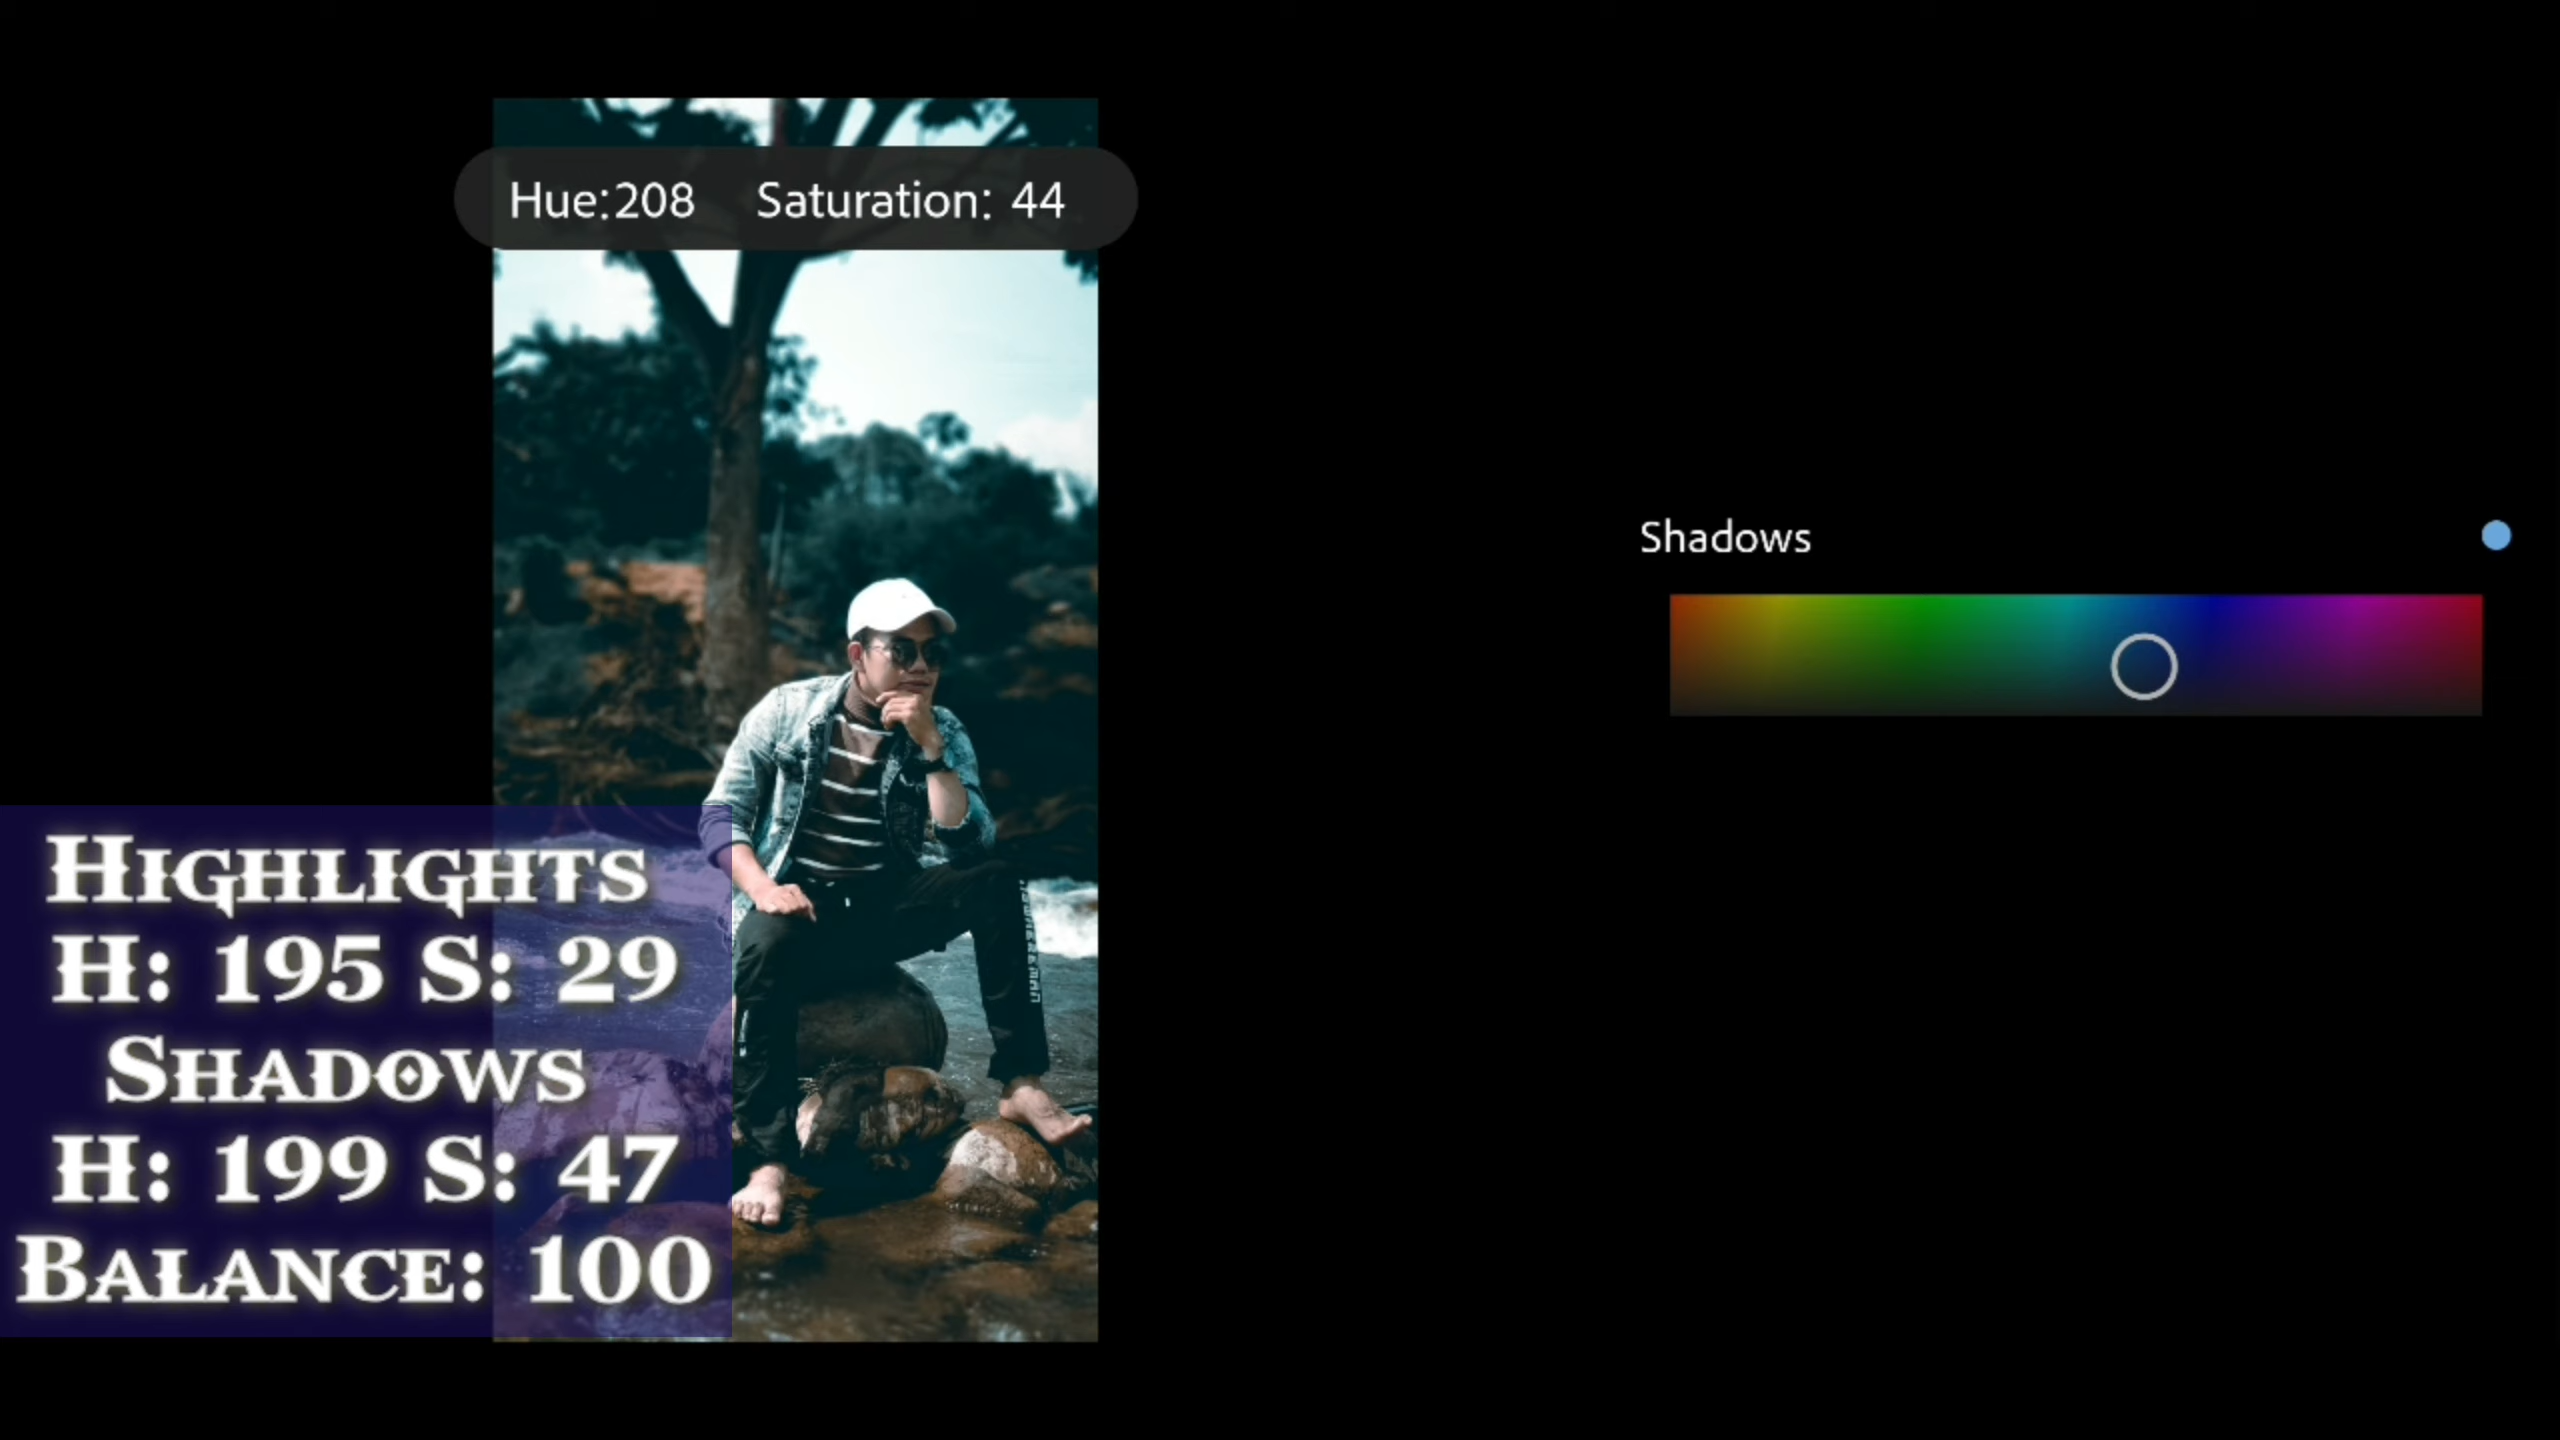 Hue:208 Saturation: 44
Shadows
Highlights
H: 195 S: 29
Shadows
H: 199 S: 47
Balance: 100